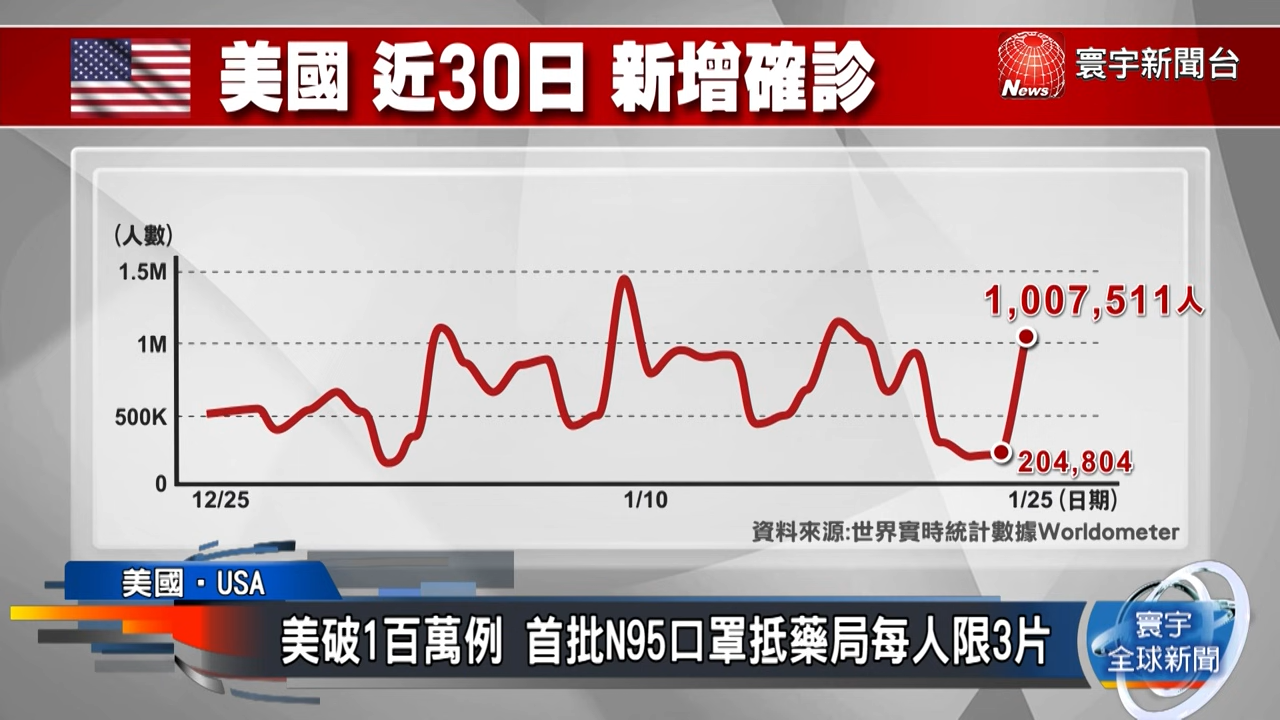 美國 近30日 新增確診
News 寰宇新聞台
(人數)
1.5M
1M
500K
0
1,007,511人
204,804
12/25 1/10 1/25 (日期)
資料來源:世界實時統計數據Worldometer
美國·USA
美破1百萬例 首批N95口罩抵藥局每人限3片
寰宇
全球新聞